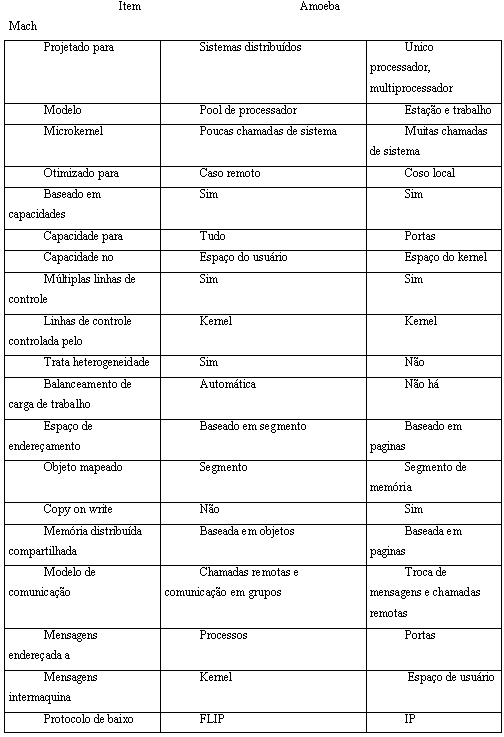 Item Amoeba
Mach
Projetado para Sistemas distribuídos Unico
processador,
multiprocessador
Modelo Pool de processador Estação e trabalho
Microkernel Poucas chamadas de sistema Muitas chamadas
de sistema
Otimizado para Caso remoto Coso local
Baseado em Sim Sim
capacidades
Capacidade para Tudo Portas
Capacidade no Espaço do usuário Espaço do kernel
Múltiplas linhas de Sim Sim
controle
Linhas de controle Kernel Kernel
controlada pelo
Trata heterogeneidade Sim Não
Balanceamento de Automática Não há
carga de trabalho
Espaço de Baseado em segmento Baseado em
endereçamento paginas
Objeto mapeado Segmento Segmento de
memória
Copy on write Não Sim
Memória distribuída Baseada em objetos Baseada em
compartilhada paginas
Modelo de Chamadas remotas e Troca de
comunicação comunicação em grupos mensagens e chamadas
remotas
Mensagens Processos Portas
endereçada a
Mensagens Kernel Espaço de usuário
intermaquina
Protocolo de baixo FLIP IP